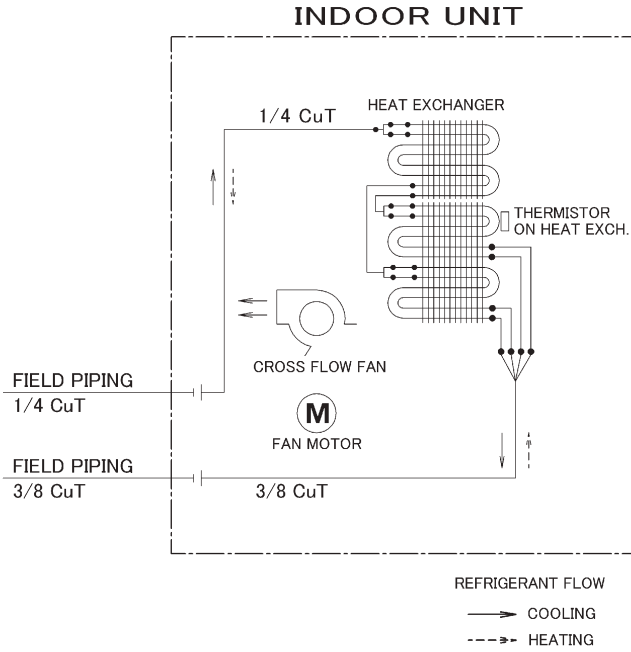 INDOOR UNIT
1/4 CuT
HEAT EXCHANGER
THERMISTOR
ON HEAT EXCH.
CROSS FLOW FAN
FIELD PIPING
1/4 CuT
M
FAN MOTOR
FIELD PIPING
3/8 CuT
3/8 CuT
REFRIGERANT FLOW
COOLING
HEATING